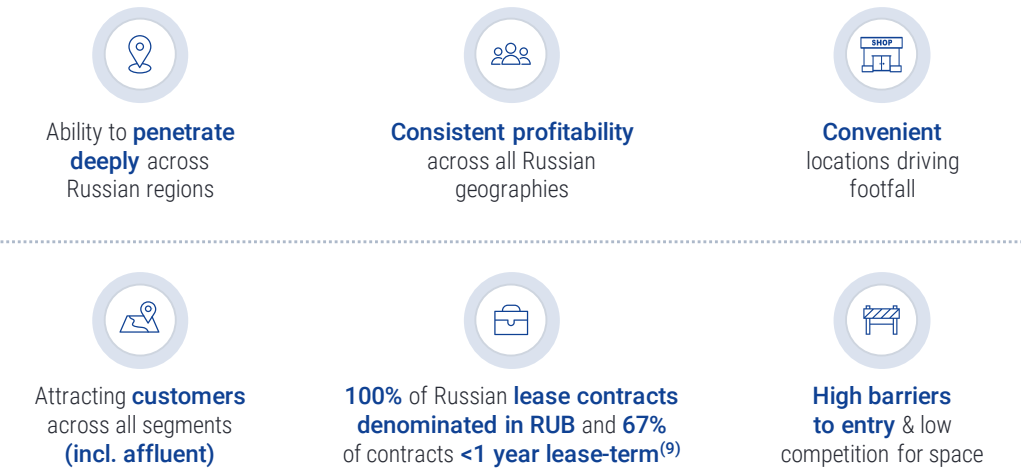 Ability to penetrate
deeply across
Russian regions
Consistent profitability
across all Russian
geographies
SHOP
Convenient
locations driving
footfall
Attracting customers
across all segments
(incl. affluent)
100% of Russian lease contracts
denominated in RUB and 67%
of contracts <1 year lease-term(9)
High barriers
to entry & low
competition for space